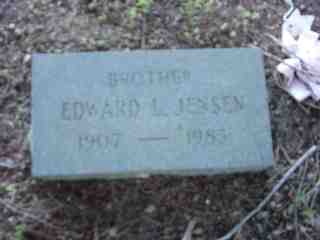 BROTHER
EDWARD L. JENSEN
1907 — 1983